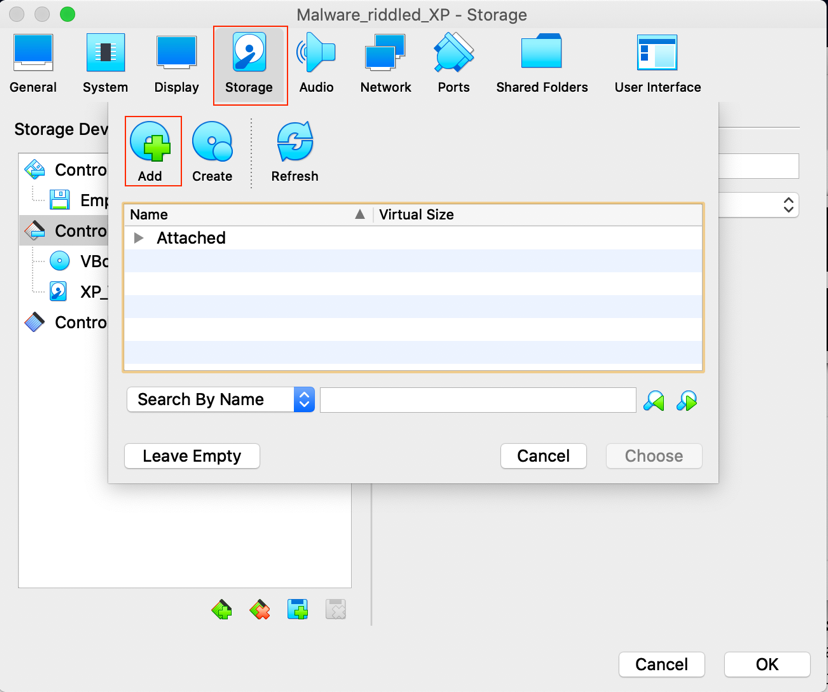 Malware_riddled_XP - Storage
General System Display Storage Audio Network Ports Shared Folders User Interface
Storage Dev
Add Create Refresh
Name Virtual Size
Attached
Contro
Emp
Contro
VBo
XP_
Contro
Search By Name
Leave Empty Cancel Choose
Cancel OK